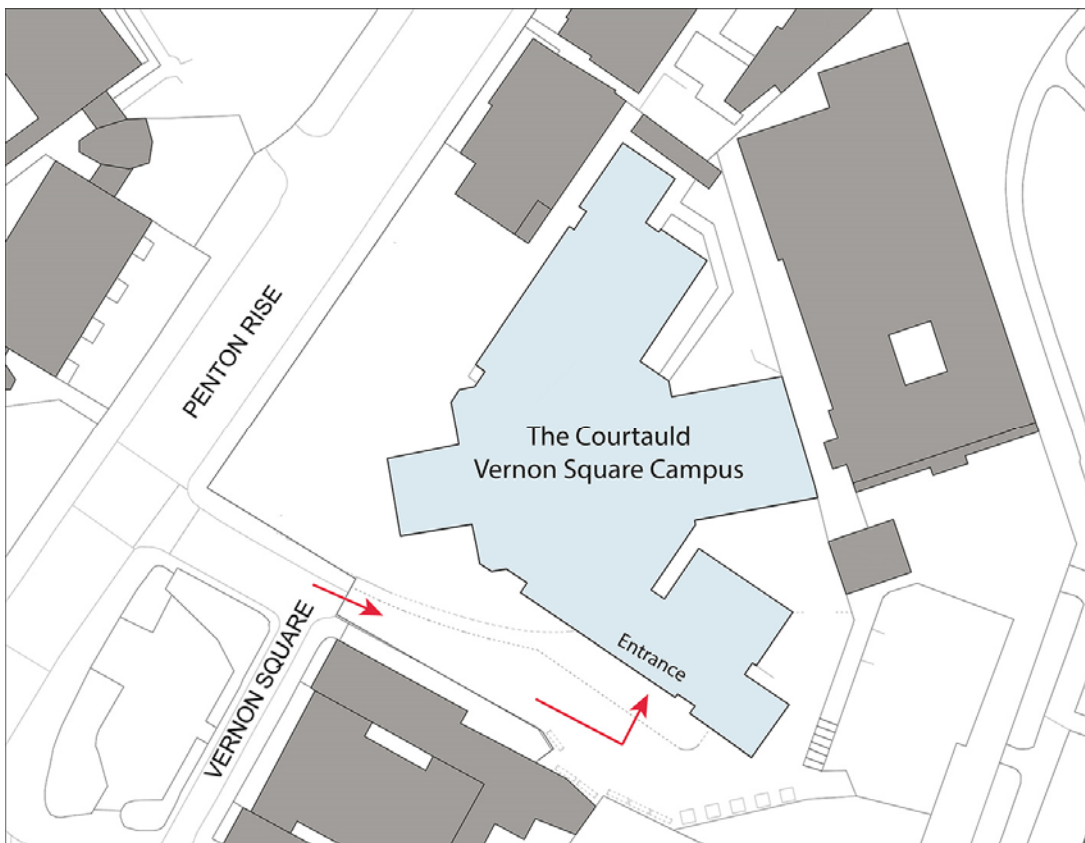 PENTON RISE
The Courtauld
Vernon Square Campus
Entrance
VERNON SQUARE